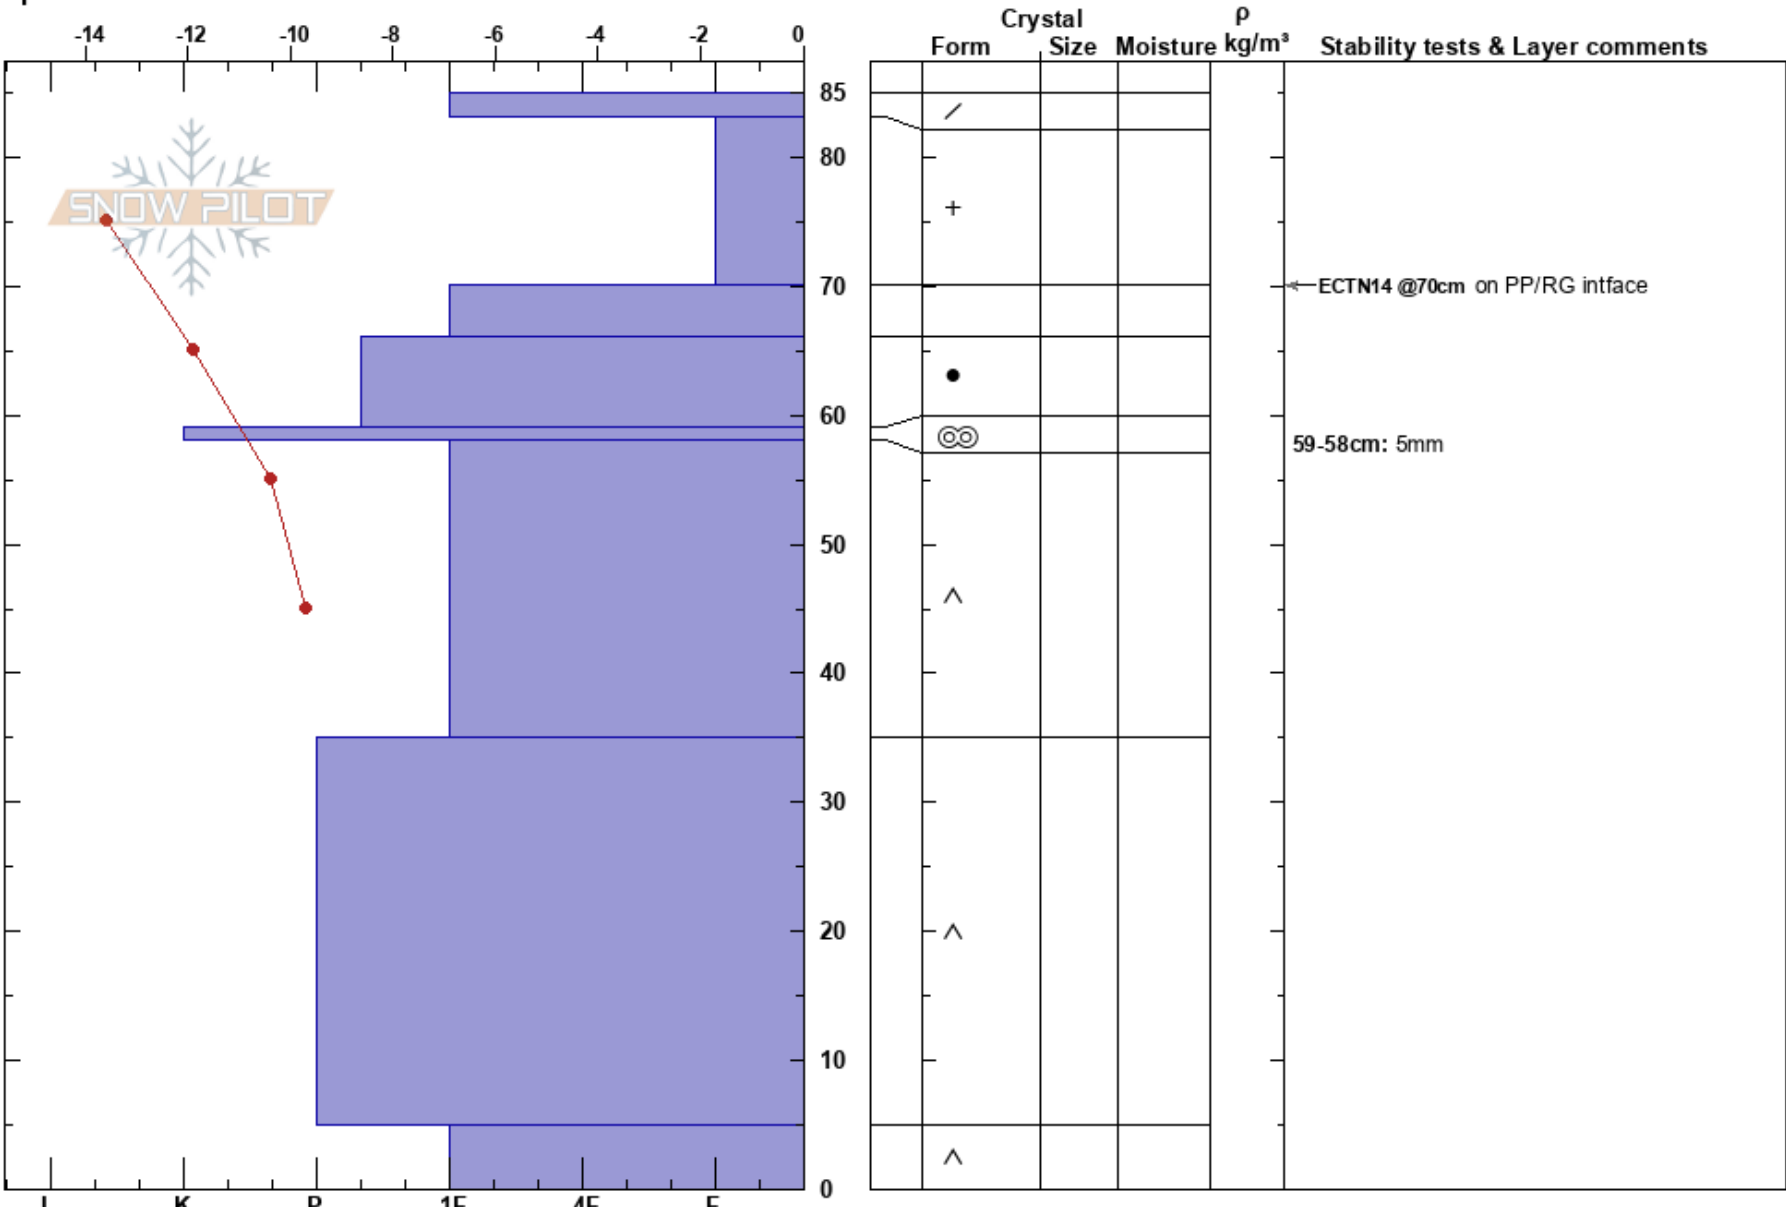 Crystal ρ
-14 -12 -10 -8 -6 -4 -2 0 Form Size Moisture kg/m³ Stability tests & Layer comments
85
80
SNOW PILOT
70 ECTN14 @70cm on PP/RG intface
60
59-58cm: 5mm
50
40
30
20
10
0
K P 1F 4F F